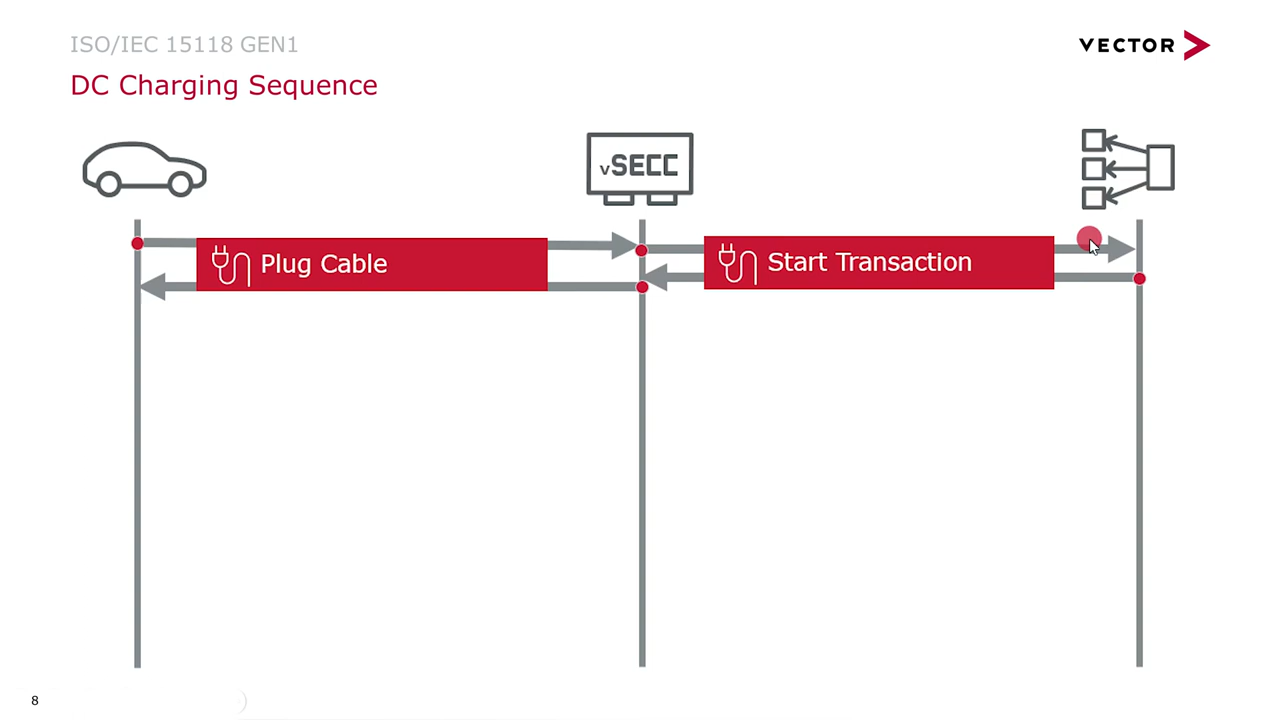 ISO/IEC 15118 GEN1
VECTOR
DC Charging Sequence
vSECC
Plug Cable
Start Transaction
8